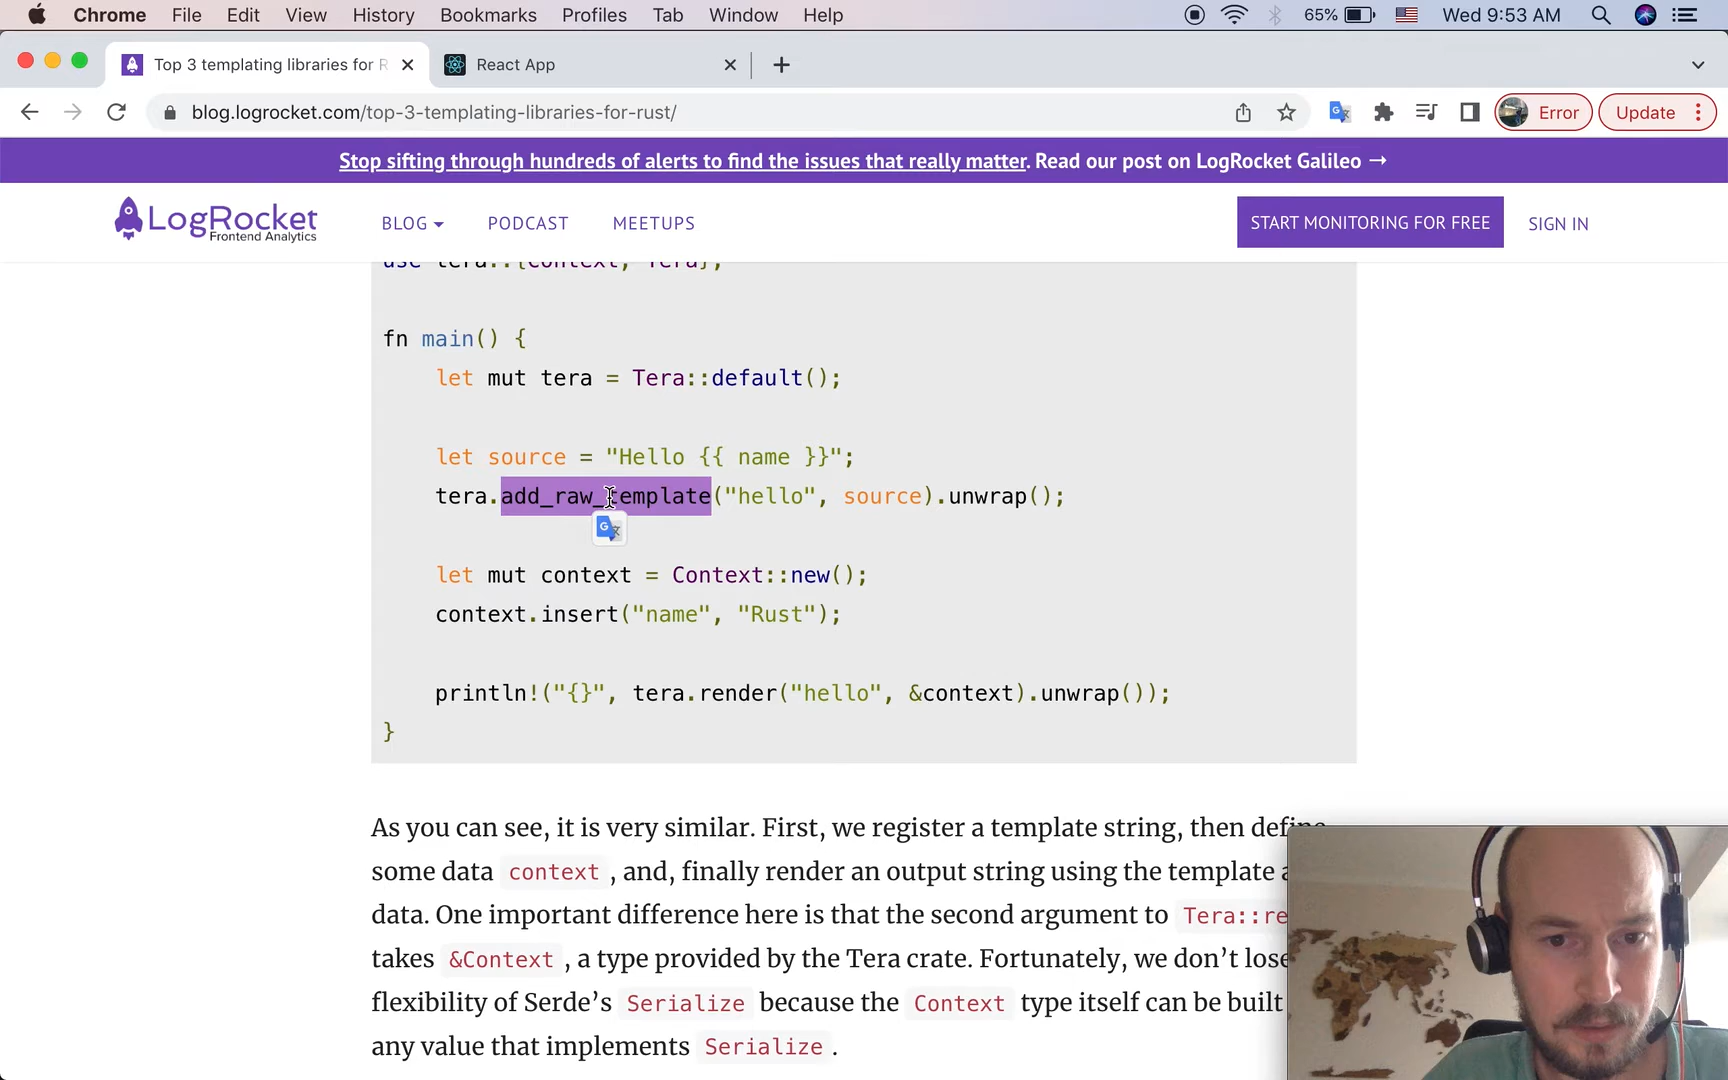 Chrome File Edit View History Bookmarks Profiles Tab Window Help 65% Wed 9:53 AM
Top 3 templating libraries for R React App
blog.logrocket.com/top-3-templating-libraries-for-rust/ Error Update
Stop sifting through hundreds of alerts to find the issues that really matter. Read our post on LogRocket Galileo →
LogRocket
Frontend Analytics
BLOG PODCAST MEETUPS START MONITORING FOR FREE SIGN IN
use tera::{Context, Tera};
fn main() {
let mut tera = Tera::default();
let source = "Hello {{ name }}";
tera.add_raw_template("hello", source).unwrap();
let mut context = Context::new();
context.insert("name", "Rust");
println!("{}", tera.render("hello", &context).unwrap());
}
As you can see, it is very similar. First, we register a template string, then define
some data context , and, finally render an output string using the template
data. One important difference here is that the second argument to Tera::re
takes &Context , a type provided by the Tera crate. Fortunately, we don’t lose
flexibility of Serde’s Serialize because the Context type itself can be built
any value that implements Serialize .